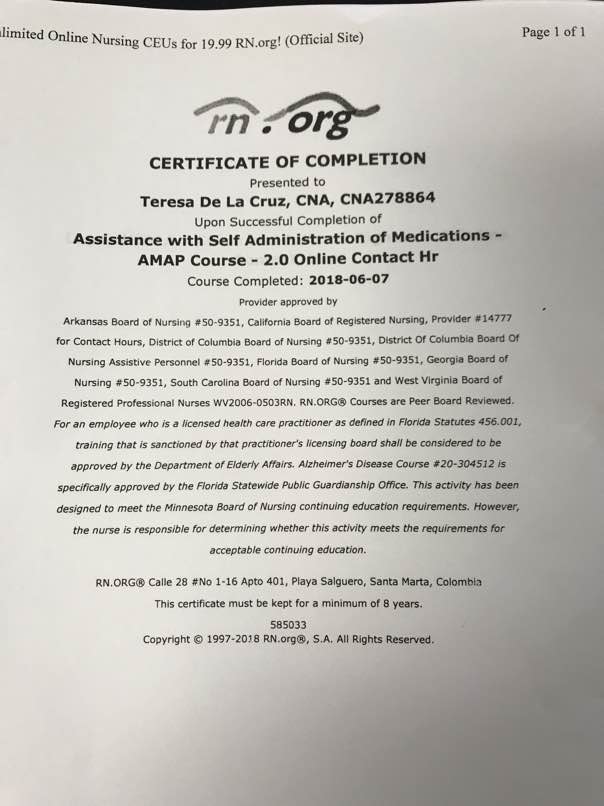 limited Online Nursing CEUs for 19.99 RN.org! (Official Site)
Page 1 of 1
rn.org
CERTIFICATE OF COMPLETION
Presented to
Teresa De La Cruz, CNA, CNA278864
Upon Successful Completion of
Assistance with Self Administration of Medications -
AMAP Course - 2.0 Online Contact Hr
Course Completed: 2018-06-07
Provider approved by
Arkansas Board of Nursing #50-9351, California Board of Registered Nursing, Provider #14777
for Contact Hours, District of Columbia Board of Nursing #50-9351, District Of Columbia Board Of
Nursing Assistive Personnel #50-9351, Florida Board of Nursing #50-9351, Georgia Board of
Nursing #50-9351, South Carolina Board of Nursing #50-9351 and West Virginia Board of
Registered Professional Nurses WV2006-0503RN. RN.ORG® Courses are Peer Board Reviewed.
For an employee who is a licensed health care practitioner as defined in Florida Statutes 456.001,
training that is sanctioned by that practitioner's licensing board shall be considered to be
approved by the Department of Elderly Affairs. Alzheimer's Disease Course #20-304512 is
specifically approved by the Florida Statewide Public Guardianship Office. This activity has been
designed to meet the Minnesota Board of Nursing continuing education requirements. However,
the nurse is responsible for determining whether this activity meets the requirements for
acceptable continuing education.
RN.ORG® Calle 28 #No 1-16 Apto 401, Playa Salguero, Santa Marta, Colombia
This certificate must be kept for a minimum of 8 years.
585033
Copyright © 1997-2018 RN.org®, S.A. All Rights Reserved.